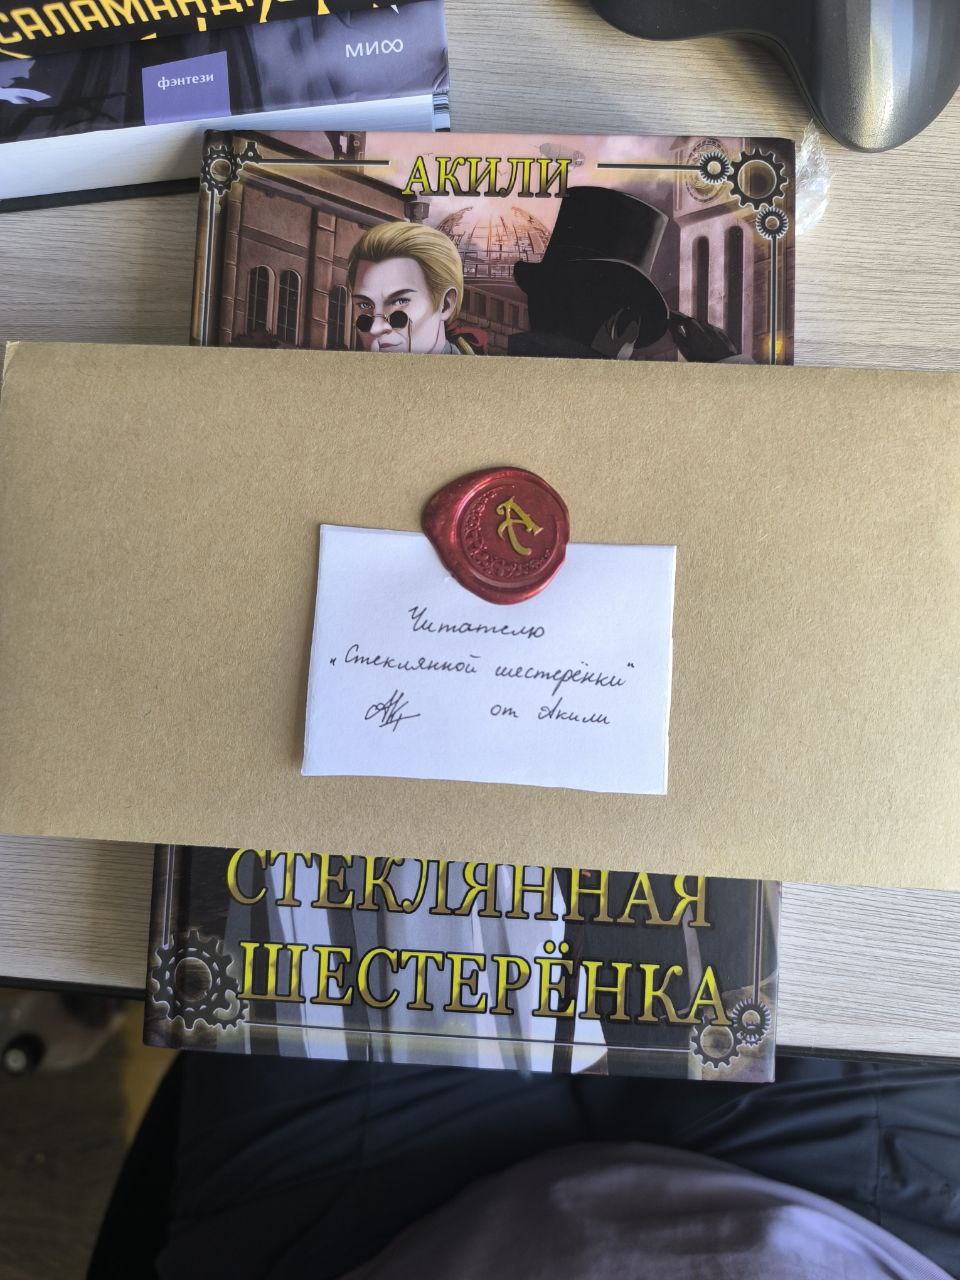 САЛАМАНД
фэнтези
МИФ
АКИЛИ
А
Читателю
„Стеклянной шестерёнки"
от Акили
СТЕКЛЯННАЯ
ШЕСТЕРЁНКА